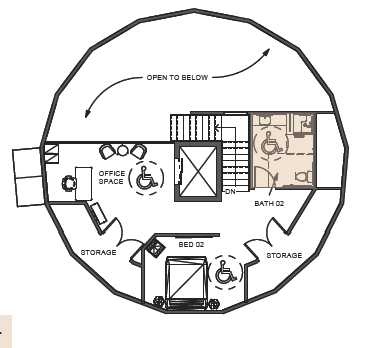 OPEN TO BELOW
OFFICE
SPACE
DN
BATH 02
BED 02
STORAGE
STORAGE